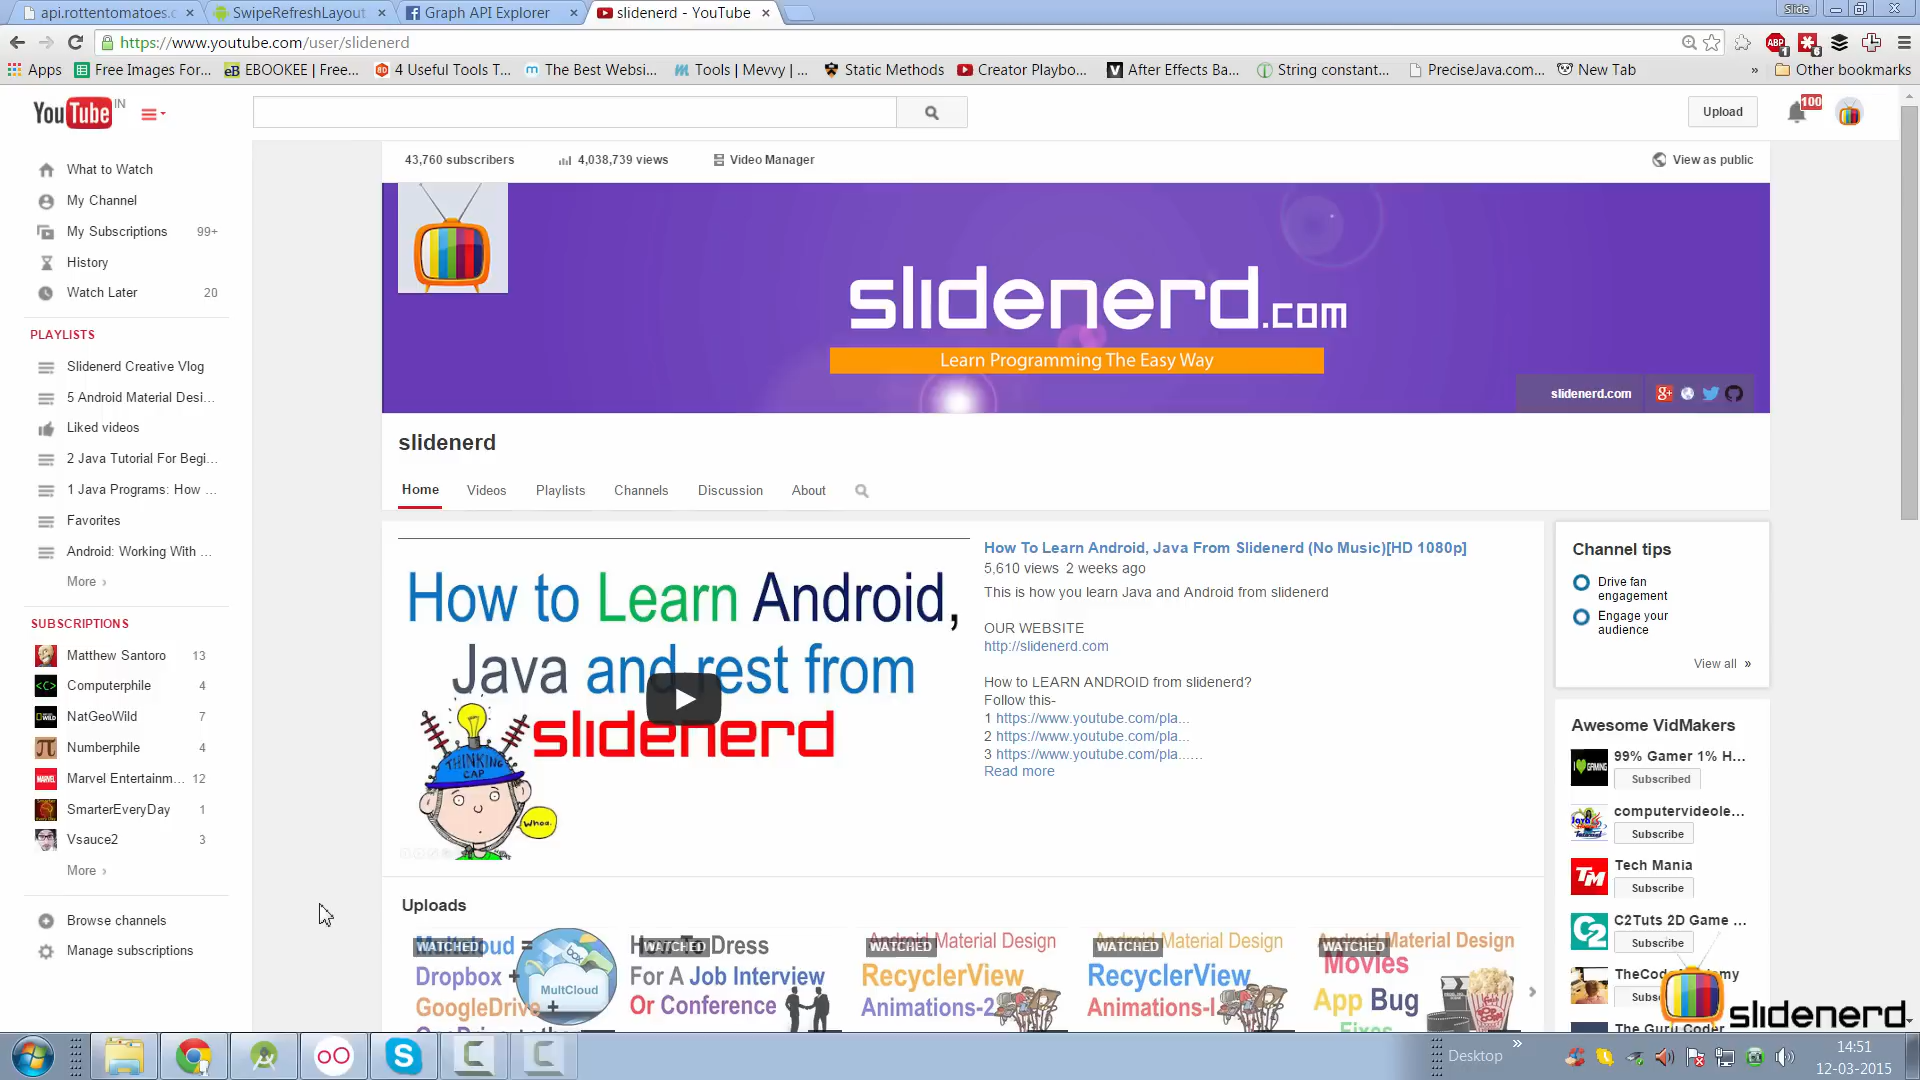 api.rottentomatoes.c
SwipeRefreshLayout
Graph API Explorer
slidenerd - YouTube
Slide
https://www.youtube.com/user/slidenerd
Apps
Free Images For...
EBOOKEE | Free...
4 Useful Tools T...
The Best Websi...
Tools | Mevvy | ...
Static Methods
Creator Playbo...
After Effects Ba...
String constant...
PreciseJava.com...
New Tab
»
Other bookmarks
YouTube IN
Upload
100
43,760 subscribers
4,038,739 views
Video Manager
View as public
What to Watch
My Channel
My Subscriptions 99+
History
Watch Later 20
PLAYLISTS
Slidenerd Creative Vlog
5 Android Material Desi...
Liked videos
2 Java Tutorial For Begi...
1 Java Programs: How ...
Favorites
Android: Working With ...
More ›
SUBSCRIPTIONS
Matthew Santoro 13
Computerphile 4
NatGeoWild 7
Numberphile 4
Marvel Entertainm... 12
SmarterEveryDay 1
Vsauce2 3
More ›
Browse channels
Manage subscriptions
slidenerd.com
Learn Programming The Easy Way
slidenerd.com
slidenerd
Home
Videos
Playlists
Channels
Discussion
About
How to Learn Android,
Java and rest from
slidenerd
THINKING
CAP
Whoa.
How To Learn Android, Java From Slidenerd (No Music)[HD 1080p]
5,610 views 2 weeks ago
This is how you learn Java and Android from slidenerd
OUR WEBSITE
http://slidenerd.com
How to LEARN ANDROID from slidenerd?
Follow this-
1 https://www.youtube.com/pla...
2 https://www.youtube.com/pla...
3 https://www.youtube.com/pla......
Read more
Channel tips
Drive fan
engagement
Engage your
audience
View all »
Awesome VidMakers
99% Gamer 1% H...
Subscribed
computervideole...
Subscribe
Tech Mania
Subscribe
C2Tuts 2D Game ...
Subscribe
The Guru Coder
slidenerd
Uploads
WATCHED
Multcloud =
Dropbox +
GoogleDrive +
box
MultCloud
WATCHED
How To Dress
For A Job Interview
Or Conference
WATCHED
Android Material Design
RecyclerView
Animations-2
WATCHED
Android Material Design
RecyclerView
Animations-I
WATCHED
Android Material Design
Movies
App Bug
Fixes
Desktop
»
14:51
12-03-2015